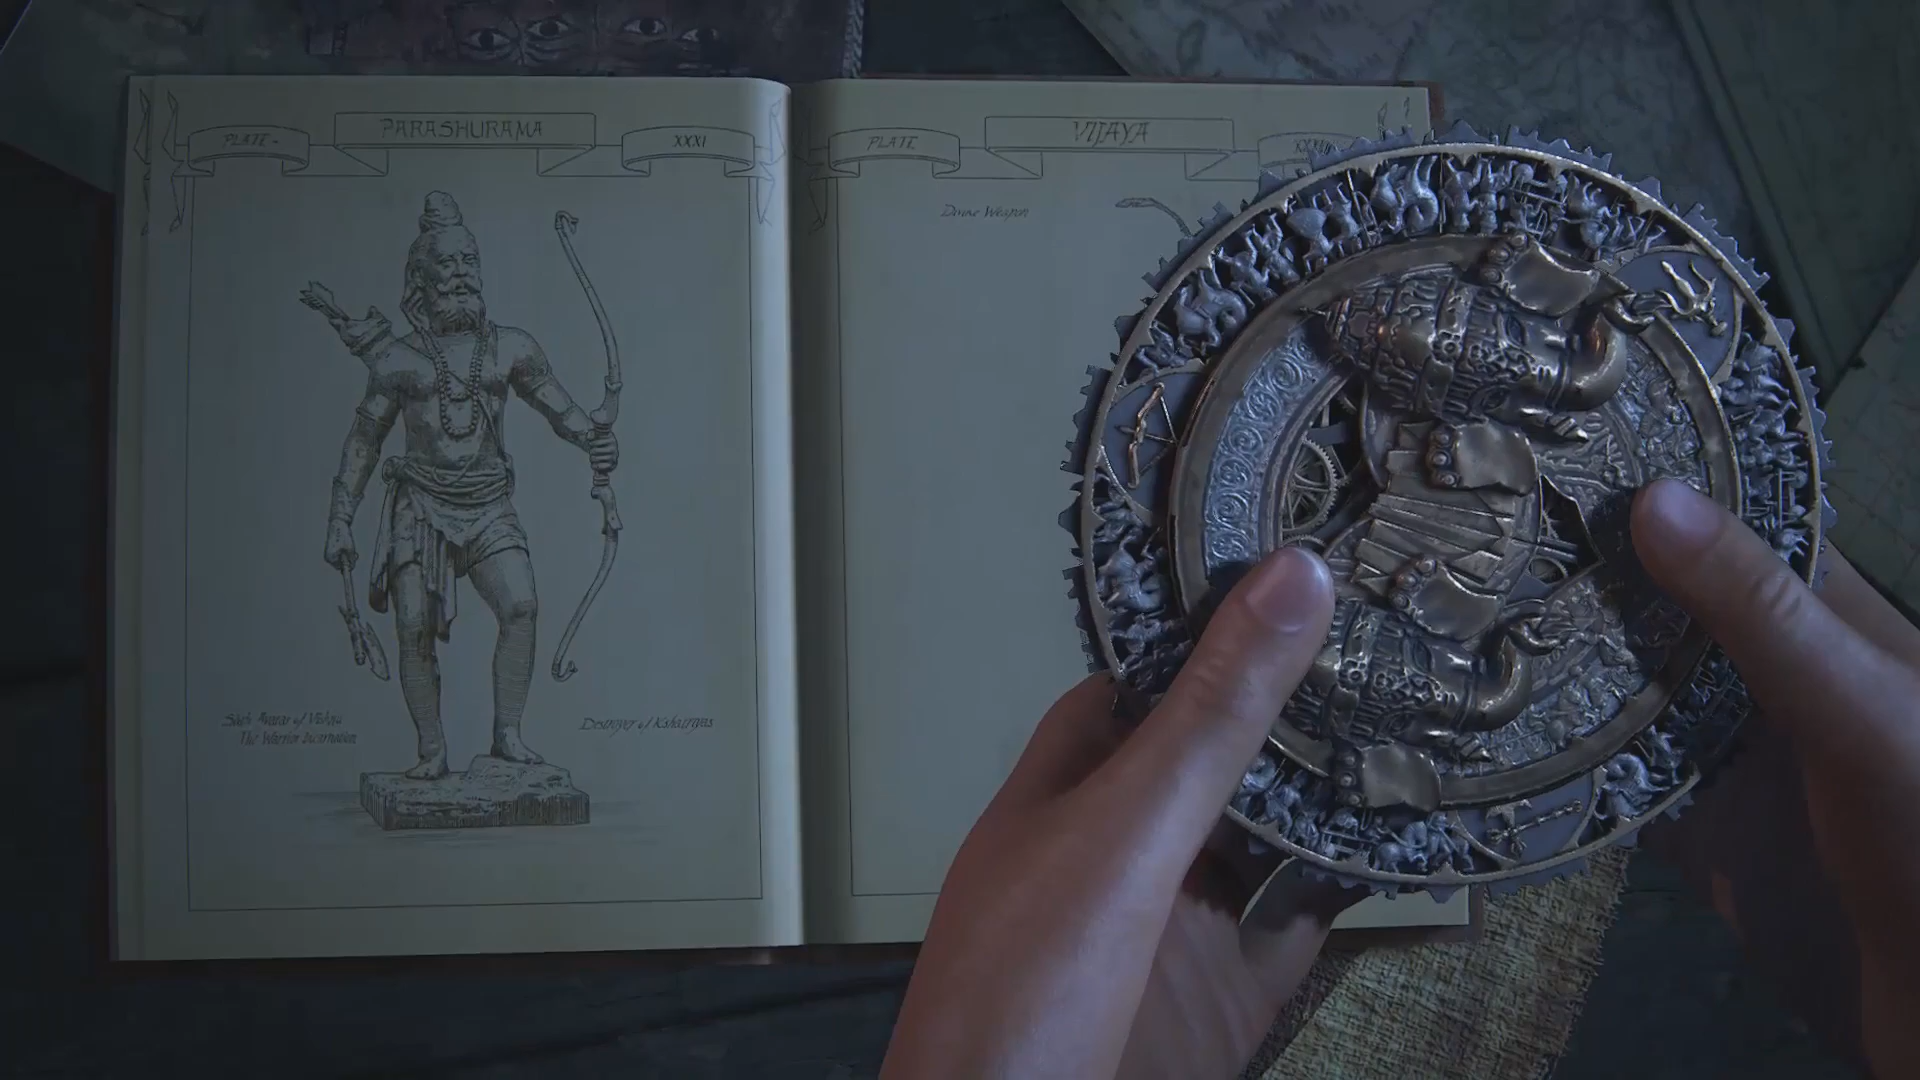 PLATE -
PARASHURAMA
XXXI
Sixth Avatar of Vishnu
The Warrior Incarnation
Destroyer of Kshatriyas
PLATE
VIJAYA
Divine Weapon